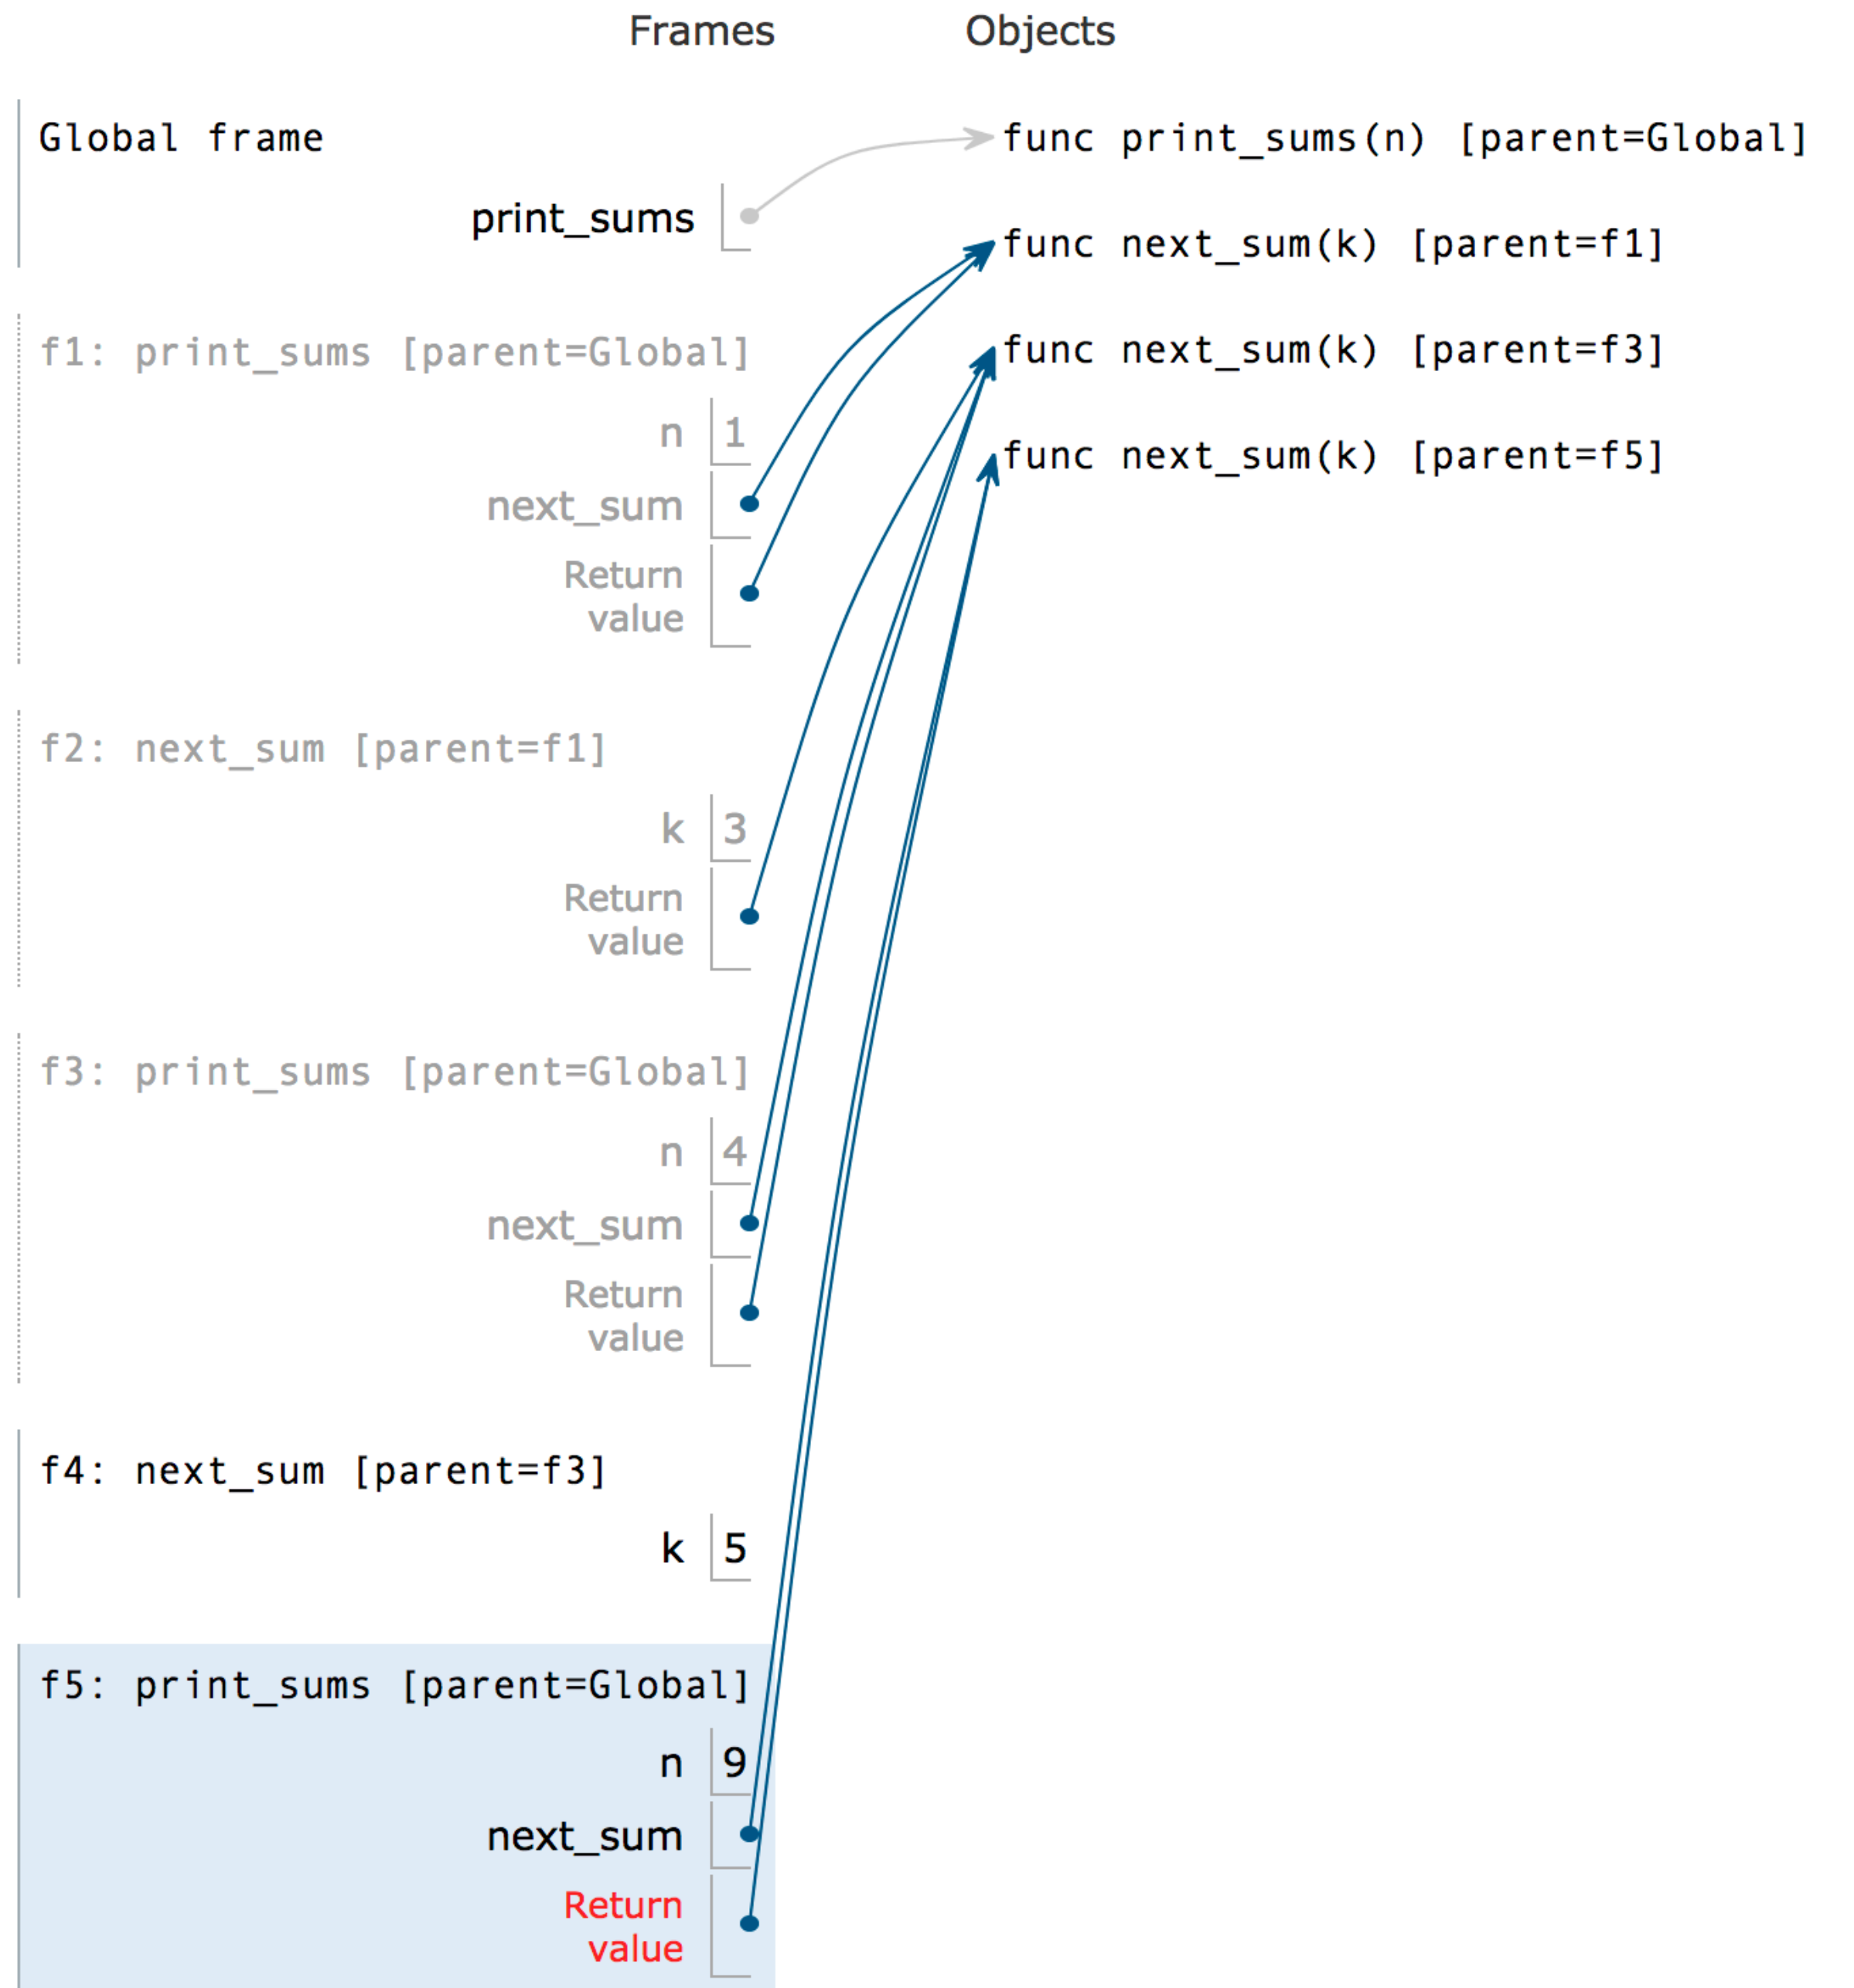 Frames Objects
Global frame
func print_sums(n) [parent=Global]
print_sums
func next_sum(k) [parent=f1]
f1: print_sums [parent=Global]
func next_sum(k) [parent=f3]
n 1
func next_sum(k) [parent=f5]
next_sum
Return
value
f2: next_sum [parent=f1]
k 3
Return
value
f3: print_sums [parent=Global]
n 4
next_sum
Return
value
f4: next_sum [parent=f3]
k 5
f5: print_sums [parent=Global]
n 9
next_sum
Return
value